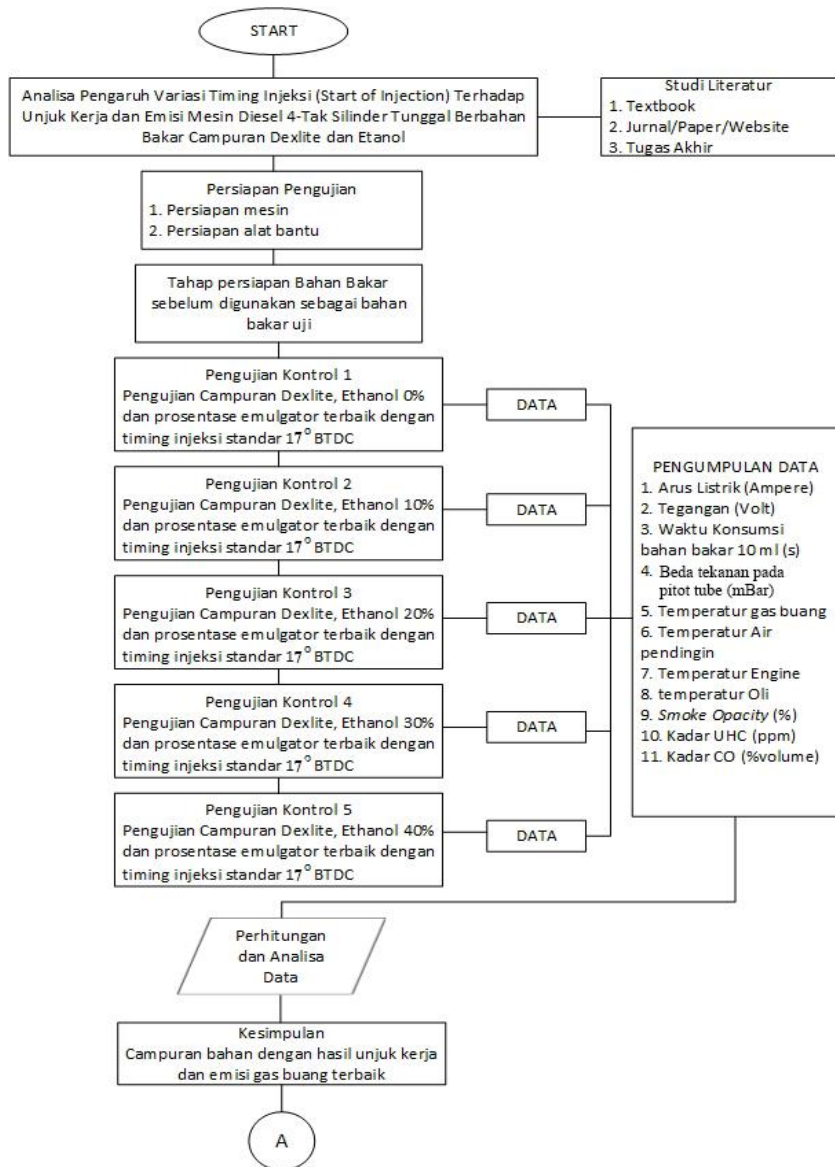 START
Analisa Pengaruh Variasi Timing Injeksi (Start of Injection) Terhadap
Unjuk Kerja dan Emisi Mesin Diesel 4-Tak Silinder Tunggal Berbahan
Bakar Campuran Dexlite dan Etanol
Studi Literatur
1. Textbook
2. Jurnal/Paper/Website
3. Tugas Akhir
Persiapan Pengujian
1. Persiapan mesin
2. Persiapan alat bantu
Tahap persiapan Bahan Bakar
sebelum digunakan sebagai bahan
bakar uji
Pengujian Kontrol 1
Pengujian Campuran Dexlite, Ethanol 0%
dan prosentase emulgator terbaik dengan
timing injeksi standar 17° BTDC
DATA
Pengujian Kontrol 2
Pengujian Campuran Dexlite, Ethanol 10%
dan prosentase emulgator terbaik dengan
timing injeksi standar 17° BTDC
DATA
Pengujian Kontrol 3
Pengujian Campuran Dexlite, Ethanol 20%
dan prosentase emulgator terbaik dengan
timing injeksi standar 17° BTDC
DATA
Pengujian Kontrol 4
Pengujian Campuran Dexlite, Ethanol 30%
dan prosentase emulgator terbaik dengan
timing injeksi standar 17° BTDC
DATA
Pengujian Kontrol 5
Pengujian Campuran Dexlite, Ethanol 40%
dan prosentase emulgator terbaik dengan
timing injeksi standar 17° BTDC
DATA
PENGUMPULAN DATA
1. Arus Listrik (Ampere)
2. Tegangan (Volt)
3. Waktu Konsumsi
bahan bakar 10 ml (s)
4. Beda tekanan pada
pitot tube (mBar)
5. Temperatur gas buang
6. Temperatur Air
pendingin
7. Temperatur Engine
8. temperatur Oli
9. Smoke Opacity (%)
10. Kadar UHC (ppm)
11. Kadar CO (%volume)
Perhitungan
dan Analisa
Data
Kesimpulan
Campuran bahan dengan hasil unjuk kerja
dan emisi gas buang terbaik
A